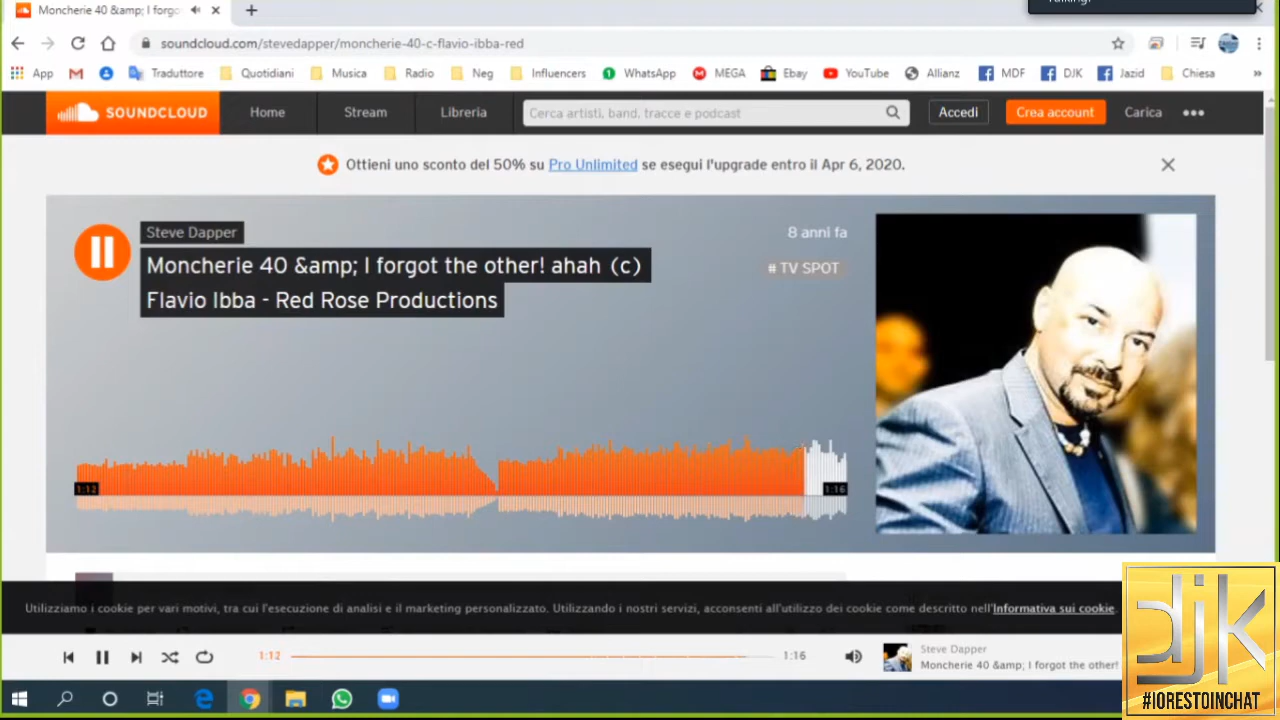 Moncherie 40 &amp; I forgo
soundcloud.com/stevedapper/moncherie-40-c-flavio-ibba-red
App
Traduttore
Quotidiani
Musica
Radio
Neg
Influencers
WhatsApp
MEGA
Ebay
YouTube
Allianz
MDF
DJK
Jazid
Chiesa
»
SOUNDCLOUD
Home
Stream
Libreria
Cerca artisti, band, tracce e podcast
Accedi
Crea account
Carica
Ottieni uno sconto del 50% su Pro Unlimited se esegui l'upgrade entro il Apr 6, 2020.
Steve Dapper
8 anni fa
Moncherie 40 &amp; I forgot the other! ahah (c)
# TV SPOT
Flavio Ibba - Red Rose Productions
1:12
1:16
Utilizziamo i cookie per vari motivi, tra cui l'esecuzione di analisi e il marketing personalizzato. Utilizzando i nostri servizi, acconsenti all'utilizzo dei cookie come descritto nell'Informativa sui cookie.
1:12
1:16
Steve Dapper
Moncherie 40 &amp; I forgot the other!
djk
#IORESTOINCHAT